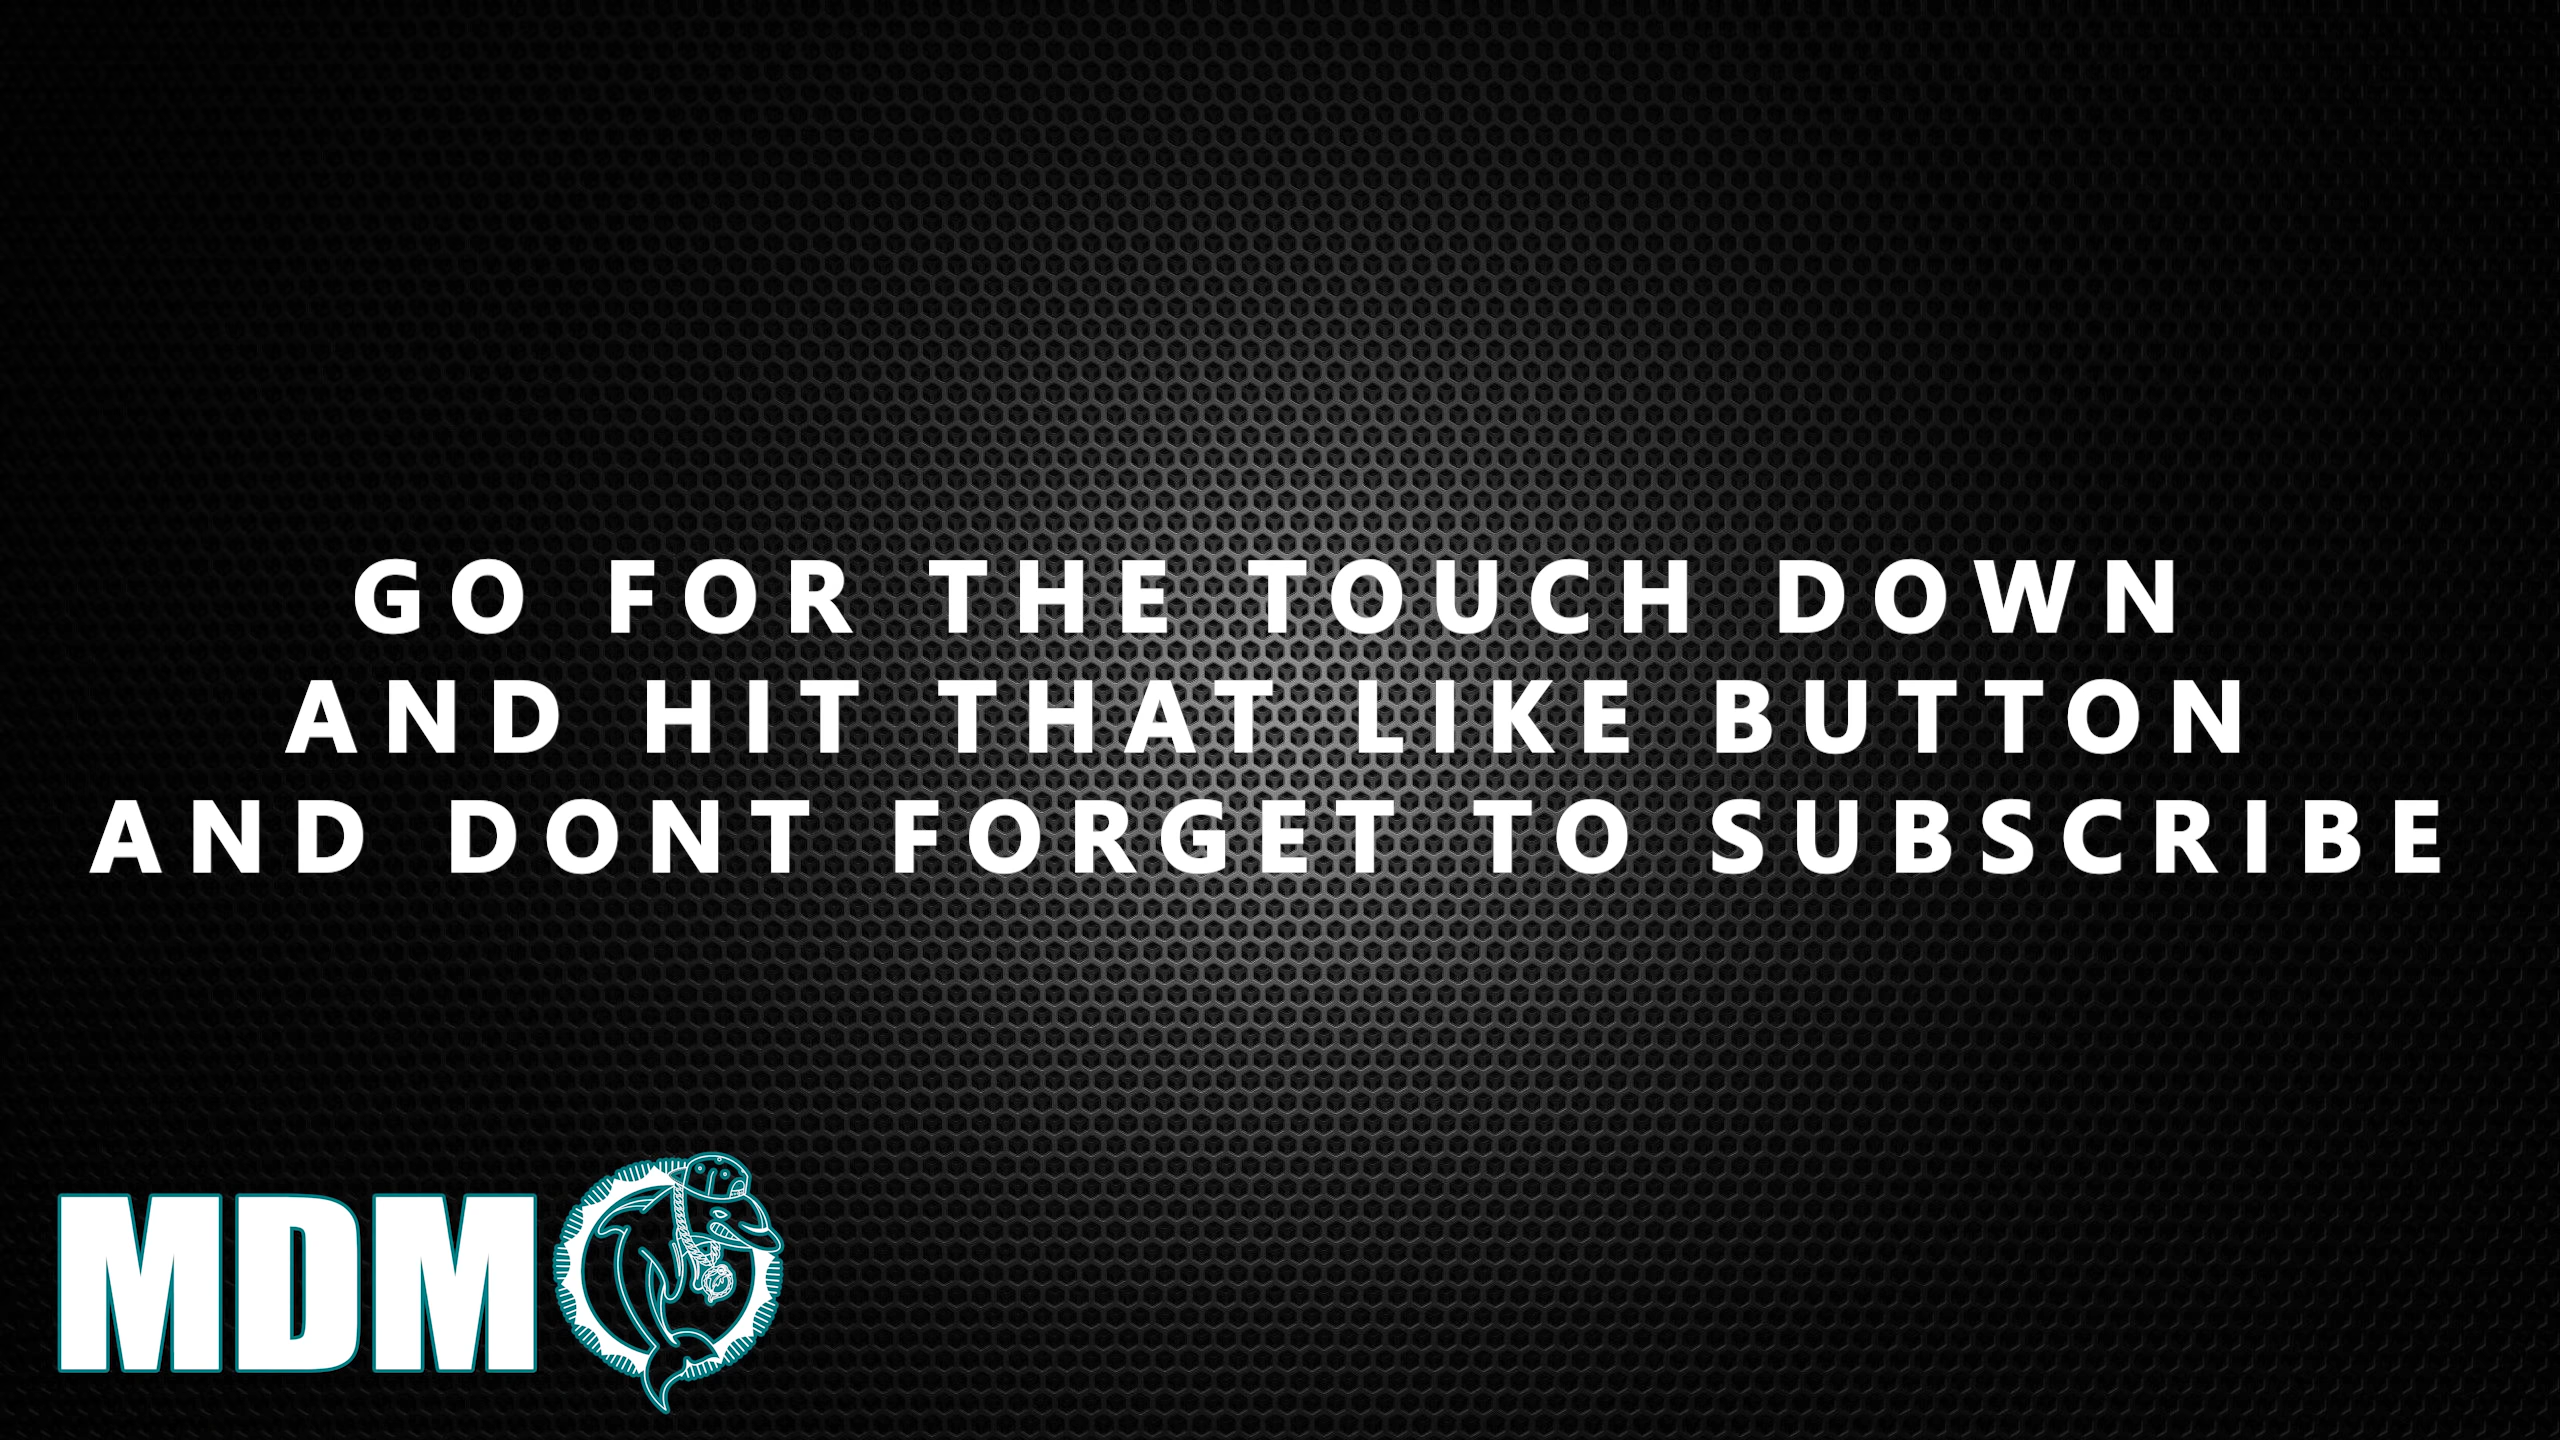 GO FOR THE TOUCH DOWN
AND HIT THAT LIKE BUTTON
AND DONT FORGET TO SUBSCRIBE
MDM